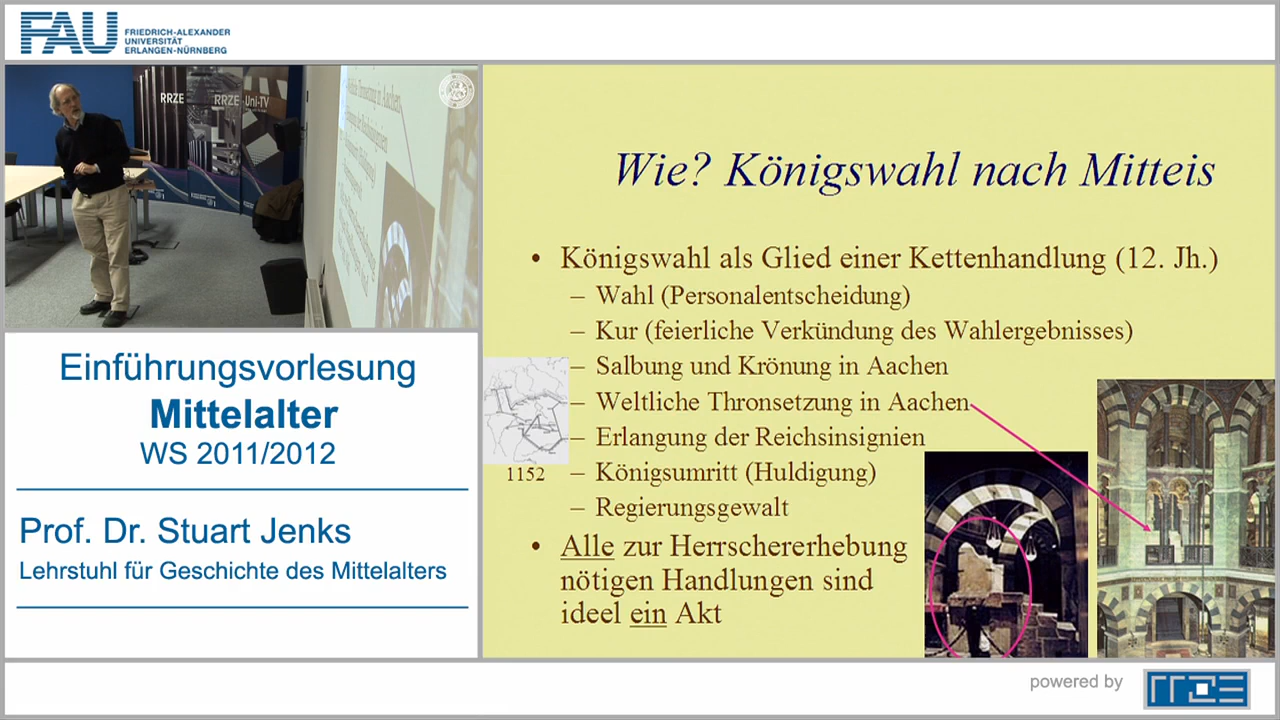 FAU FRIEDRICH-ALEXANDER
UNIVERSITÄT
ERLANGEN-NÜRNBERG
RRZE
RRZE
Uni-TV
Thronsetzung in Aachen
Einführungsvorlesung
Mittelalter
WS 2011/2012
Prof. Dr. Stuart Jenks
Lehrstuhl für Geschichte des Mittelalters
Wie? Königswahl nach Mitteis
• Königswahl als Glied einer Kettenhandlung (12. Jh.)
– Wahl (Personalentscheidung)
– Kur (feierliche Verkündung des Wahlergebnisses)
– Salbung und Krönung in Aachen
– Weltliche Thronsetzung in Aachen
– Erlangung der Reichsinsignien
– Königsumritt (Huldigung)
1152
– Regierungsgewalt
• Alle zur Herrschererhebung
nötigen Handlungen sind
ideel ein Akt
powered by
RRZE